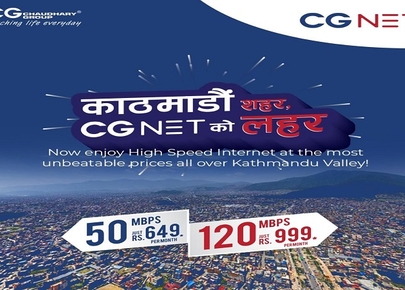 CG CHAUDHARY GROUP
ching life everyday
CG NET
काठमाडौं शहर,
CG NET को लहर
Now enjoy High Speed Internet at the most
unbeatable prices all over Kathmandu Valley!
50 MBPS JUST RS. 649. PER MONTH
120 MBPS JUST RS. 999. PER MONTH